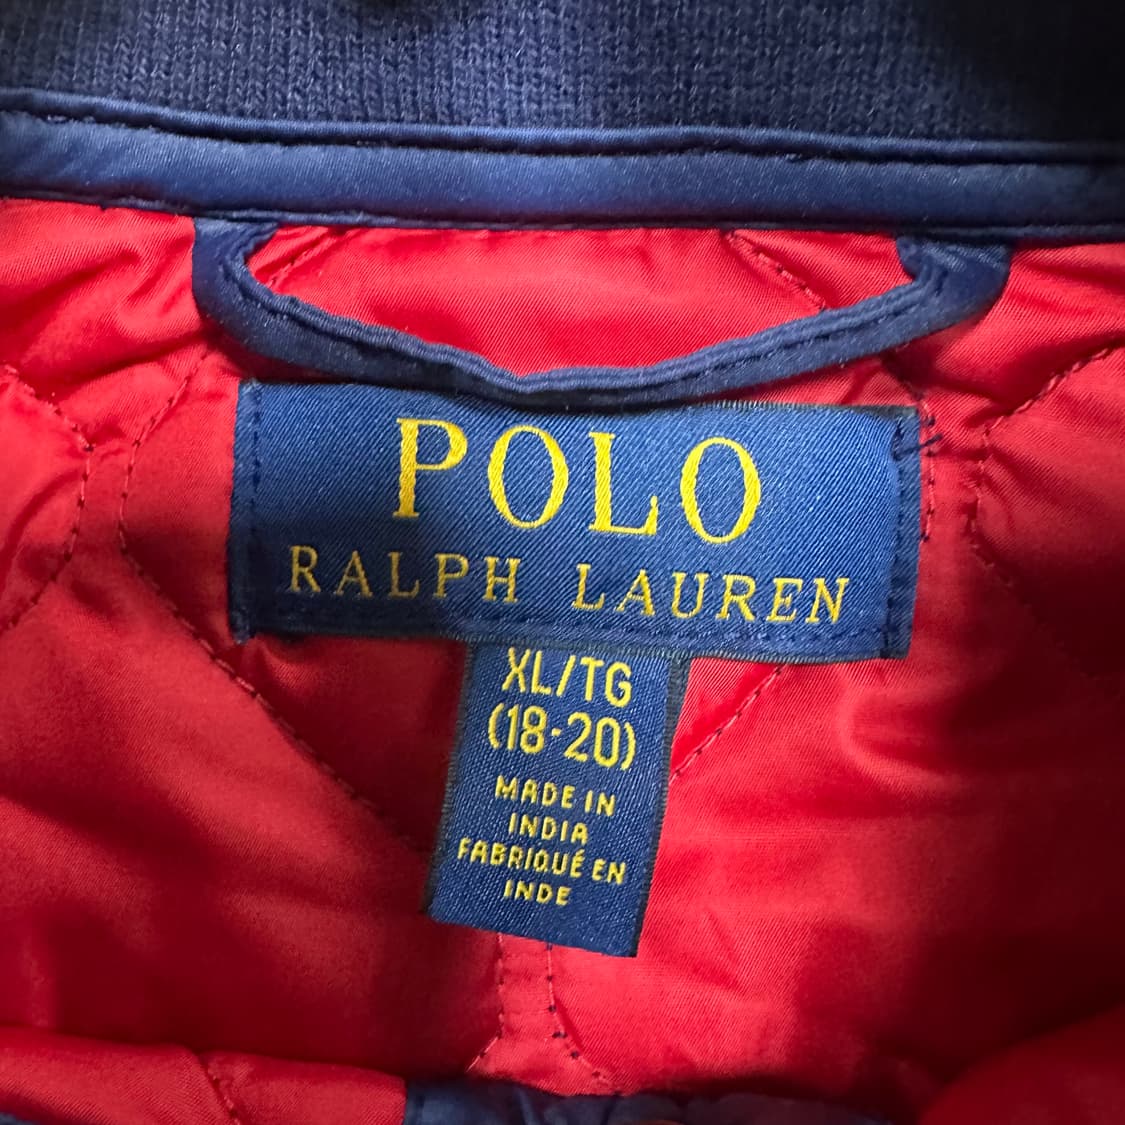 POLO
RALPH LAUREN
XL/TG
(18-20)
MADE IN
INDIA
FABRIQUÉ EN
INDE